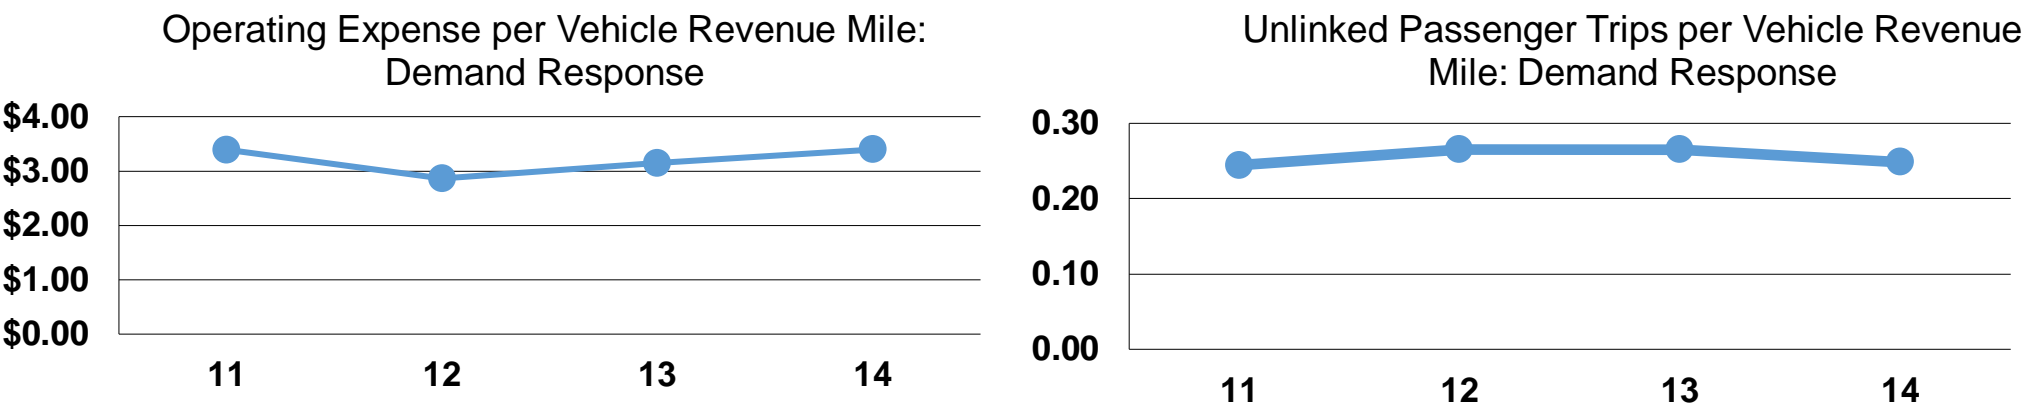 Operating Expense per Vehicle Revenue Mile:
Demand Response
$4.00
$3.00
$2.00
$1.00
$0.00
11 12 13 14
Unlinked Passenger Trips per Vehicle Revenue
Mile: Demand Response
0.30
0.20
0.10
0.00
11 12 13 14